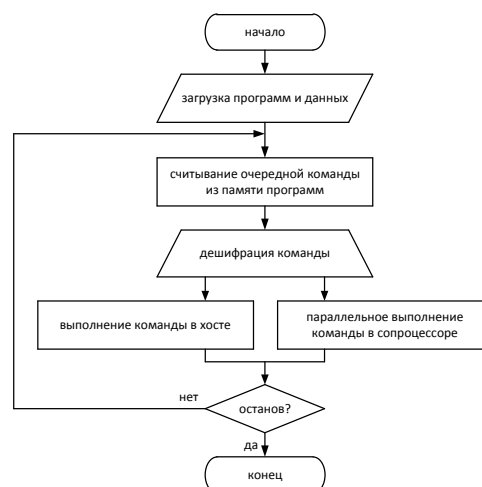 начало
загрузка программ и данных
считывание очередной команды
из памяти программ
дешифрация команды
выполнение команды в хосте
параллельное выполнение
команды в сопроцессоре
нет
останов?
да
конец